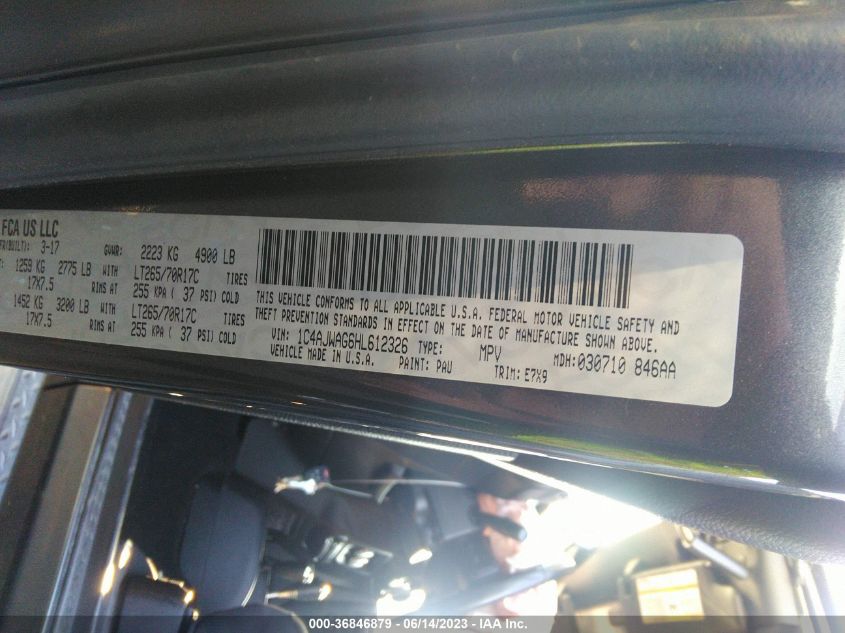 FCA US LLC
FR(BUILT): 3-17 GVWR: 2223 KG 4900 LB
1259 KG 2775 LB WITH LT265/70R17C TIRES
17X7.5 RIMS AT 255 KPA ( 37 PSI) COLD
1452 KG 3200 LB WITH LT265/70R17C TIRES
17X7.5 RIMS AT 255 KPA ( 37 PSI) COLD
THIS VEHICLE CONFORMS TO ALL APPLICABLE U.S.A. FEDERAL MOTOR VEHICLE SAFETY AND
THEFT PREVENTION STANDARDS IN EFFECT ON THE DATE OF MANUFACTURE SHOWN ABOVE.
VIN: 1C4AJWAG6HL612326 TYPE: MPV MDH:030710 846AA
VEHICLE MADE IN U.S.A. PAINT: PAU TRIM: E7X9
000-36846879 - 06/14/2023 - IAA Inc.